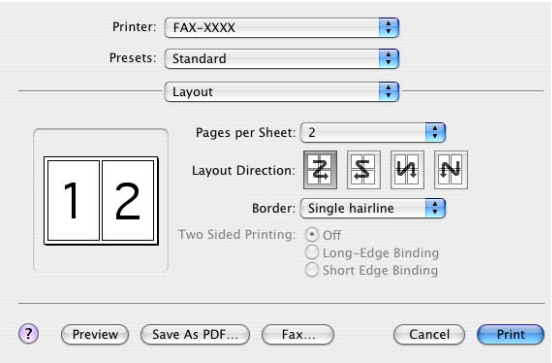 Printer: FAX-XXXX
Presets: Standard
Layout
Pages per Sheet: 2
Layout Direction:
1 2
Border: Single hairline
Two Sided Printing: Off
Long-Edge Binding
Short Edge Binding
? Preview Save As PDF... Fax... Cancel Print